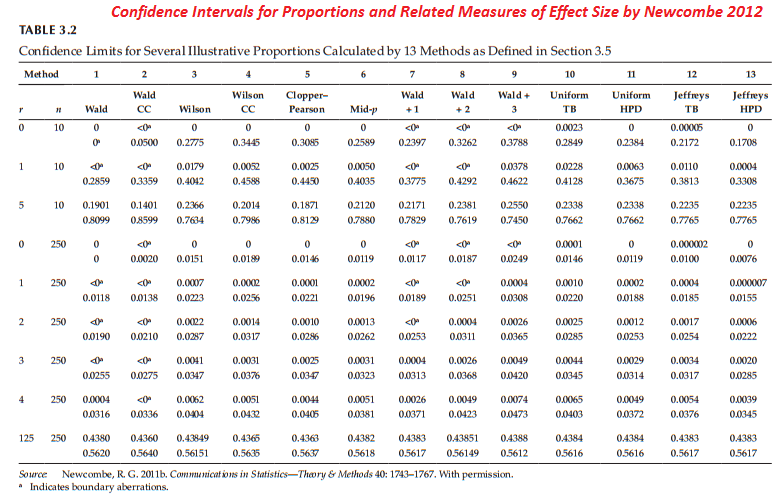 Confidence Intervals for Proportions and Related Measures of Effect Size by Newcombe 2012
TABLE 3.2
Confidence Limits for Several Illustrative Proportions Calculated by 13 Methods as Defined in Section 3.5
Method 1 2 3 4 5 6 7 8 9 10 11 12 13
r n Wald Wald CC Wilson Wilson CC Clopper–Pearson Mid-p Wald + 1 Wald + 2 Wald + 3 Uniform TB Uniform HPD Jeffreys TB Jeffreys HPD
0 10 0 <0ᵃ 0 0 0 0 <0ᵃ <0ᵃ <0ᵃ 0.0023 0 0.00005 0
0ᵃ 0.0500 0.2775 0.3445 0.3085 0.2589 0.2397 0.3262 0.3788 0.2849 0.2384 0.2172 0.1708
1 10 <0ᵃ <0ᵃ 0.0179 0.0052 0.0025 0.0050 <0ᵃ <0ᵃ 0.0378 0.0228 0.0063 0.0110 0.0004
0.2859 0.3359 0.4042 0.4588 0.4450 0.4035 0.3775 0.4292 0.4622 0.4128 0.3675 0.3813 0.3308
5 10 0.1901 0.1401 0.2366 0.2014 0.1871 0.2120 0.2171 0.2381 0.2550 0.2338 0.2338 0.2235 0.2235
0.8099 0.8599 0.7634 0.7986 0.8129 0.7880 0.7829 0.7619 0.7450 0.7662 0.7662 0.7765 0.7765
0 250 0 <0ᵃ 0 0 0 0 <0ᵃ <0ᵃ <0ᵃ 0.0001 0 0.000002 0
0 0.0020 0.0151 0.0189 0.0146 0.0119 0.0117 0.0187 0.0249 0.0146 0.0119 0.0100 0.0076
1 250 <0ᵃ <0ᵃ 0.0007 0.0002 0.0001 0.0002 <0ᵃ <0ᵃ 0.0004 0.0010 0.0002 0.0004 0.000007
0.0118 0.0138 0.0223 0.0256 0.0221 0.0196 0.0189 0.0251 0.0308 0.0220 0.0188 0.0185 0.0155
2 250 <0ᵃ <0ᵃ 0.0022 0.0014 0.0010 0.0013 <0ᵃ 0.0004 0.0026 0.0025 0.0012 0.0017 0.0006
0.0190 0.0210 0.0287 0.0317 0.0286 0.0262 0.0253 0.0311 0.0365 0.0285 0.0253 0.0254 0.0222
3 250 <0ᵃ <0ᵃ 0.0041 0.0031 0.0025 0.0031 0.0004 0.0026 0.0049 0.0044 0.0029 0.0034 0.0020
0.0255 0.0275 0.0347 0.0376 0.0347 0.0323 0.0313 0.0368 0.0420 0.0345 0.0314 0.0317 0.0285
4 250 0.0004 <0ᵃ 0.0062 0.0051 0.0044 0.0051 0.0026 0.0049 0.0074 0.0065 0.0049 0.0054 0.0039
0.0316 0.0336 0.0404 0.0432 0.0405 0.0381 0.0371 0.0423 0.0473 0.0403 0.0372 0.0376 0.0345
125 250 0.4380 0.4360 0.43849 0.4365 0.4363 0.4382 0.4383 0.43851 0.4388 0.4384 0.4384 0.4383 0.4383
0.5620 0.5640 0.56151 0.5635 0.5637 0.5618 0.5617 0.56149 0.5612 0.5616 0.5616 0.5617 0.5617
Source: Newcombe, R. G. 2011b. Communications in Statistics—Theory & Methods 40: 1743–1767. With permission.
ᵃ Indicates boundary aberrations.